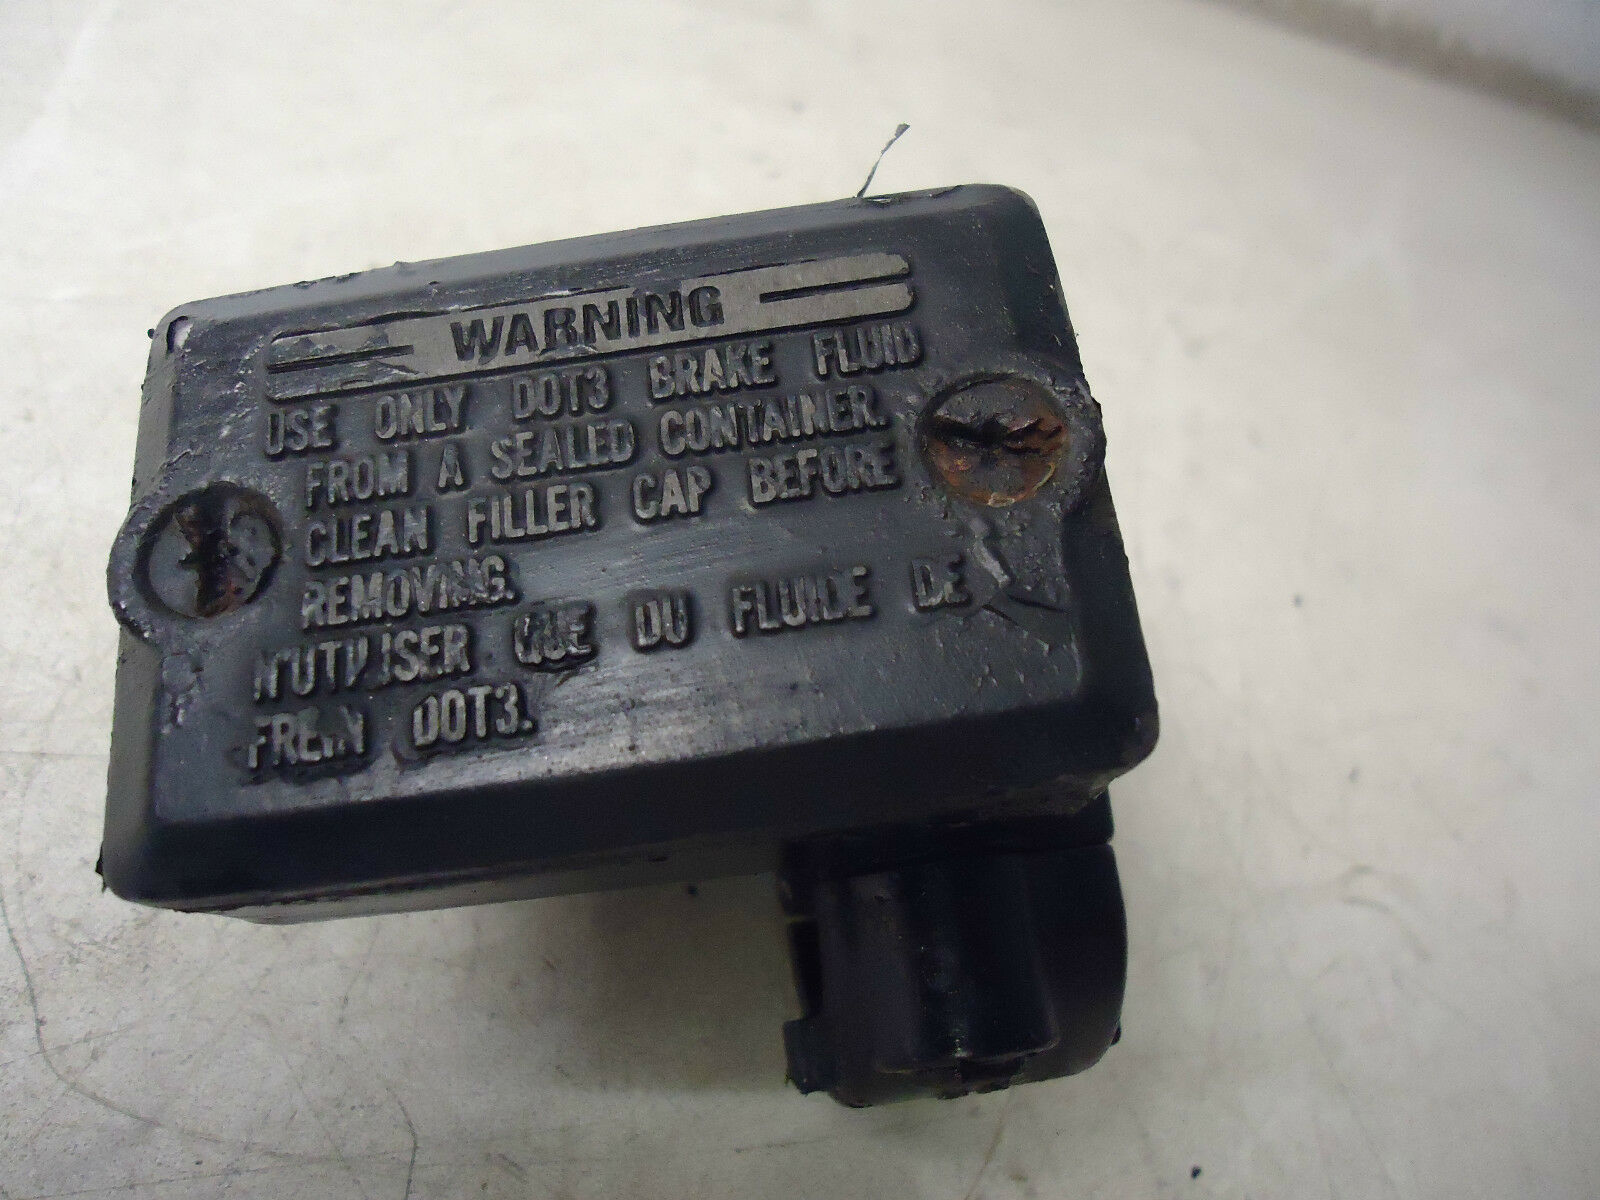 WARNING
USE ONLY DOT3 BRAKE FLUID
FROM A SEALED CONTAINER.
CLEAN FILLER CAP BEFORE
REMOVING.
N'UTILISER QUE DU FLUIDE DE
FREIN DOT3.